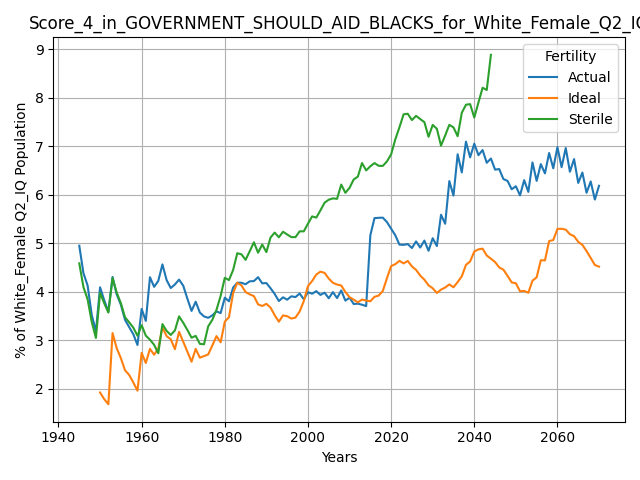 Score_4_in_GOVERNMENT_SHOULD_AID_BLACKS_for_White_Female_Q2_IQ
Fertility
Actual
Ideal
Sterile
% of White_Female Q2_IQ Population
9
8
7
6
5
4
3
2
1940
1960
1980
2000
2020
2040
2060
Years